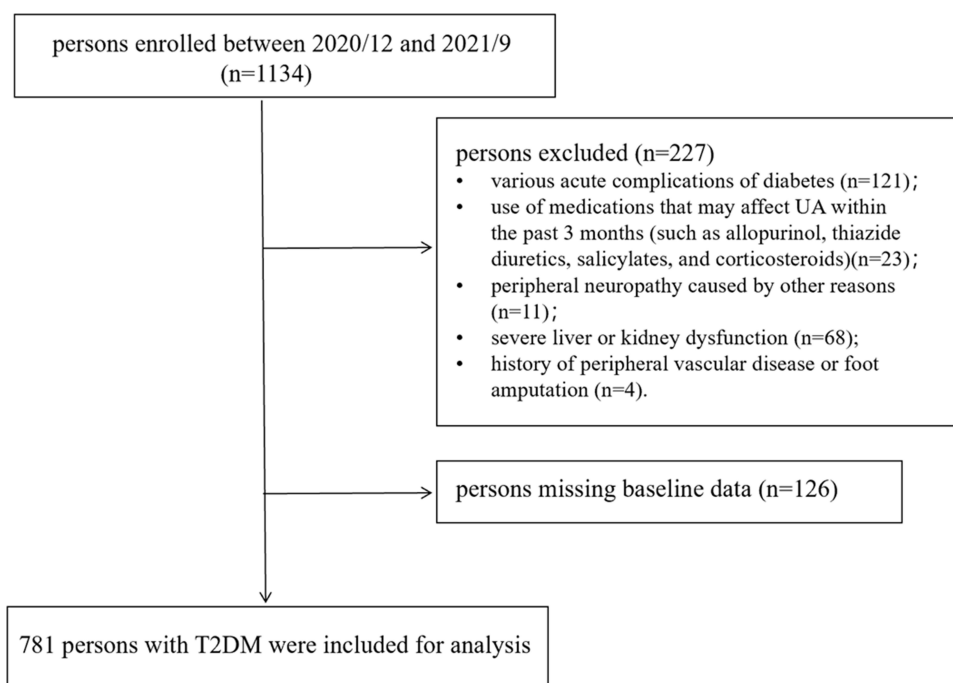 persons enrolled between 2020/12 and 2021/9
(n=1134)
persons excluded (n=227)
• various acute complications of diabetes (n=121);
• use of medications that may affect UA within
the past 3 months (such as allopurinol, thiazide
diuretics, salicylates, and corticosteroids)(n=23);
• peripheral neuropathy caused by other reasons
(n=11);
• severe liver or kidney dysfunction (n=68);
• history of peripheral vascular disease or foot
amputation (n=4).
persons missing baseline data (n=126)
781 persons with T2DM were included for analysis